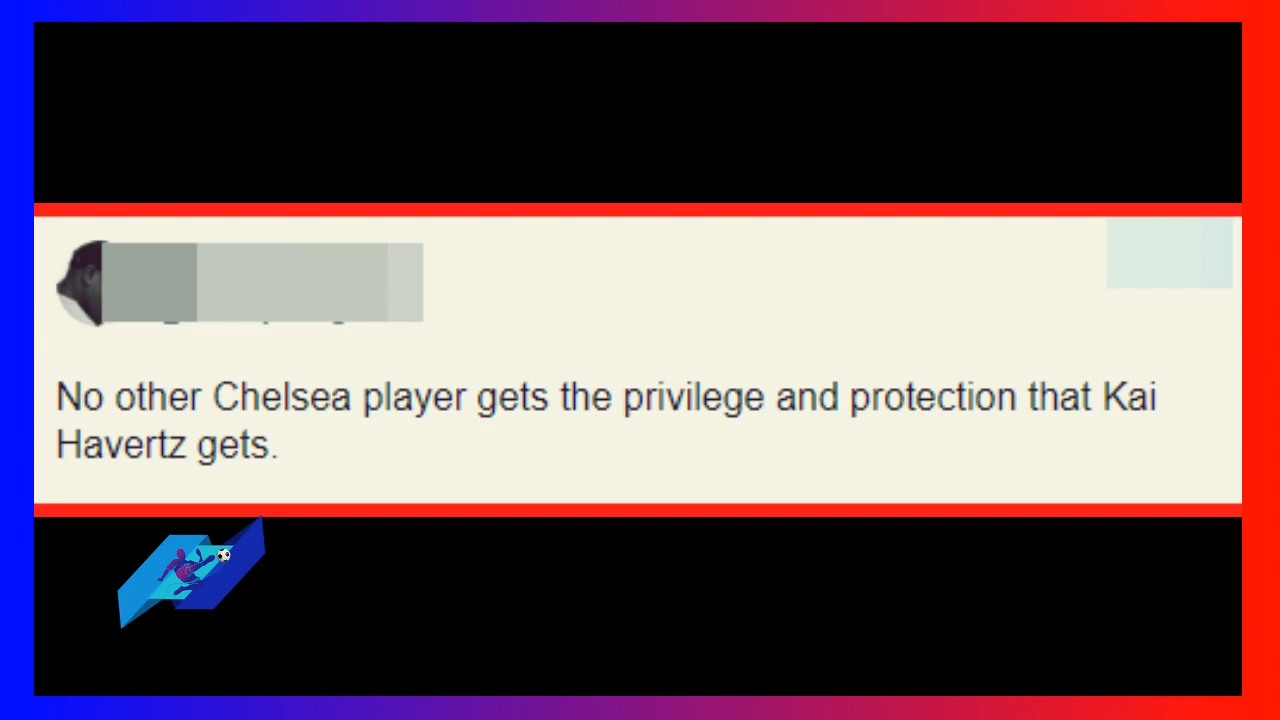 No other Chelsea player gets the privilege and protection that Kai
Havertz gets.